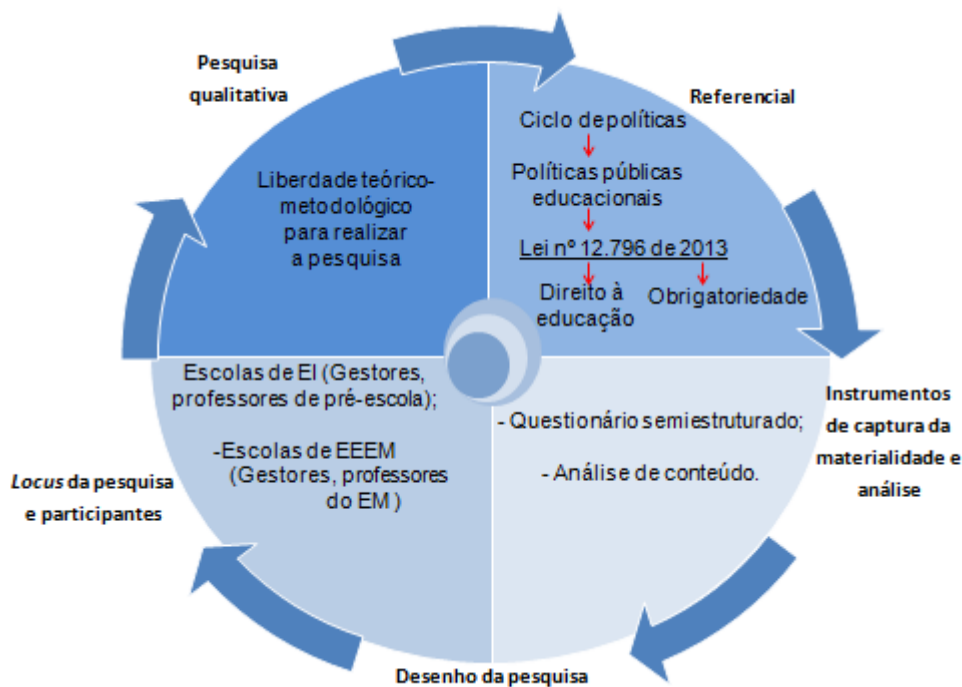 Pesquisa
qualitativa
Liberdade teórico-
metodológico
para realizar
a pesquisa
Referencial
Ciclo de políticas
Políticas públicas
educacionais
Lei nº 12.796 de 2013
Direito à
educação
Obrigatoriedade
Instrumentos
de captura da
materialidade e
análise
- Questionário semiestruturado;
- Análise de conteúdo.
Desenho da pesquisa
Locus da pesquisa
e participantes
Escolas de EI (Gestores,
professores de pré-escola);
-Escolas de EEEM
(Gestores, professores
do EM )